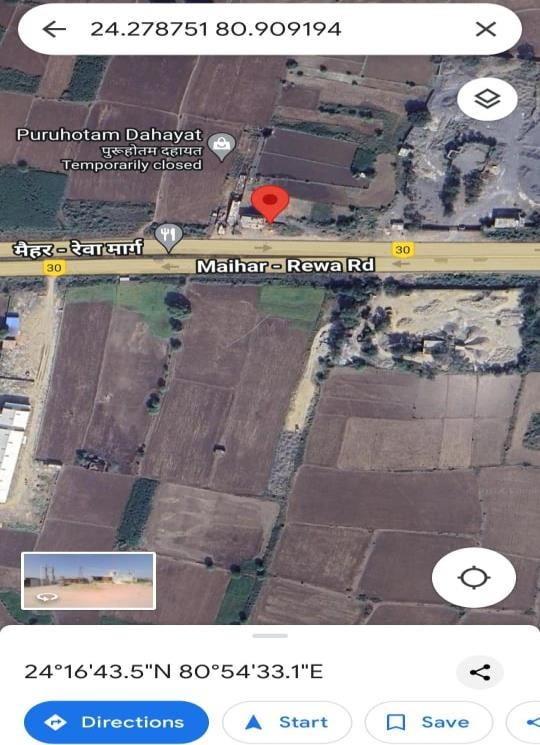 24.278751 80.909194
Puruhotam Dahayat
पुरूहोतम दहायत
Temporarily closed
मैहर - रेवा मार्ग
30
30
Maihar - Rewa Rd
24°16'43.5"N 80°54'33.1"E
Directions
Start
Save